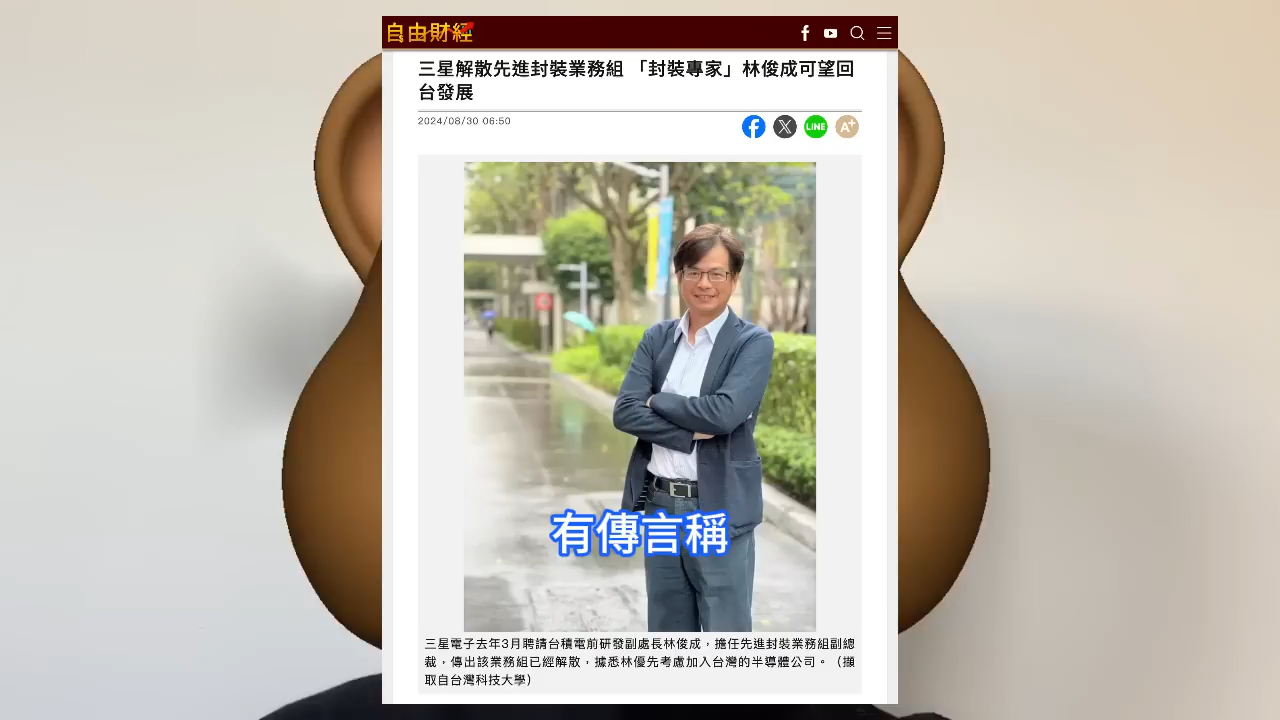 自由財經
三星解散先進封裝業務組 「封裝專家」林俊成可望回
台發展
2024/08/30 06:50
LINE
A+
有傳言稱
三星電子去年3月聘請台積電前研發副處長林俊成，擔任先進封裝業務組副總
裁，傳出該業務組已經解散，據悉林優先考慮加入台灣的半導體公司。（擷
取自台灣科技大學）